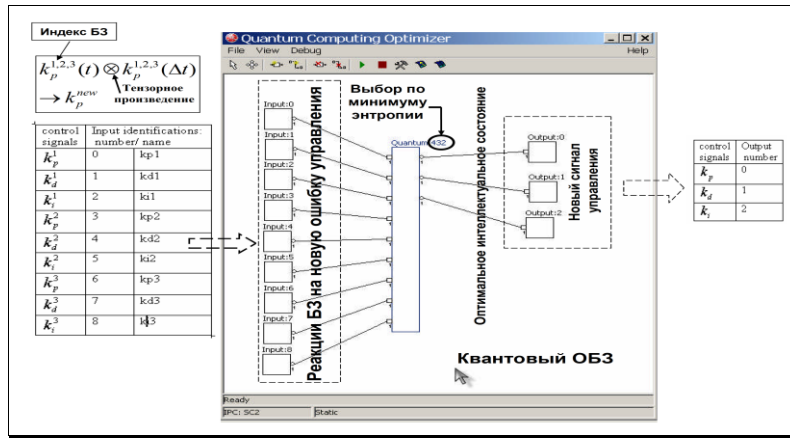 Индекс БЗ
k_p^{1,2,3}(t) ⊗ k_p^{1,2,3}(Δt)
→ k_p^{new}
Тензорное
произведение
control signals | Input identifications: number/ name
k_p^1 | 0 | kp1
k_d^1 | 1 | kd1
k_i^1 | 2 | ki1
k_p^2 | 3 | kp2
k_d^2 | 4 | kd2
k_i^2 | 5 | ki2
k_p^3 | 6 | kp3
k_d^3 | 7 | kd3
k_i^3 | 8 | ki3
Quantum Computing Optimizer
File View Debug Help
Input:0
Input:1
Input:2
Input:3
Input:4
Input:5
Input:6
Input:7
Input:8
Реакции БЗ на новую ошибку управления
Выбор по
минимуму
энтропии
Quantum:432
Оптимальное интеллектуальное состояние
Output:0
Output:1
Output:2
Новый сигнал
управления
Квантовый ОБЗ
Ready
IPC: SC2 Static
control signals | Output number
k_p | 0
k_d | 1
k_i | 2